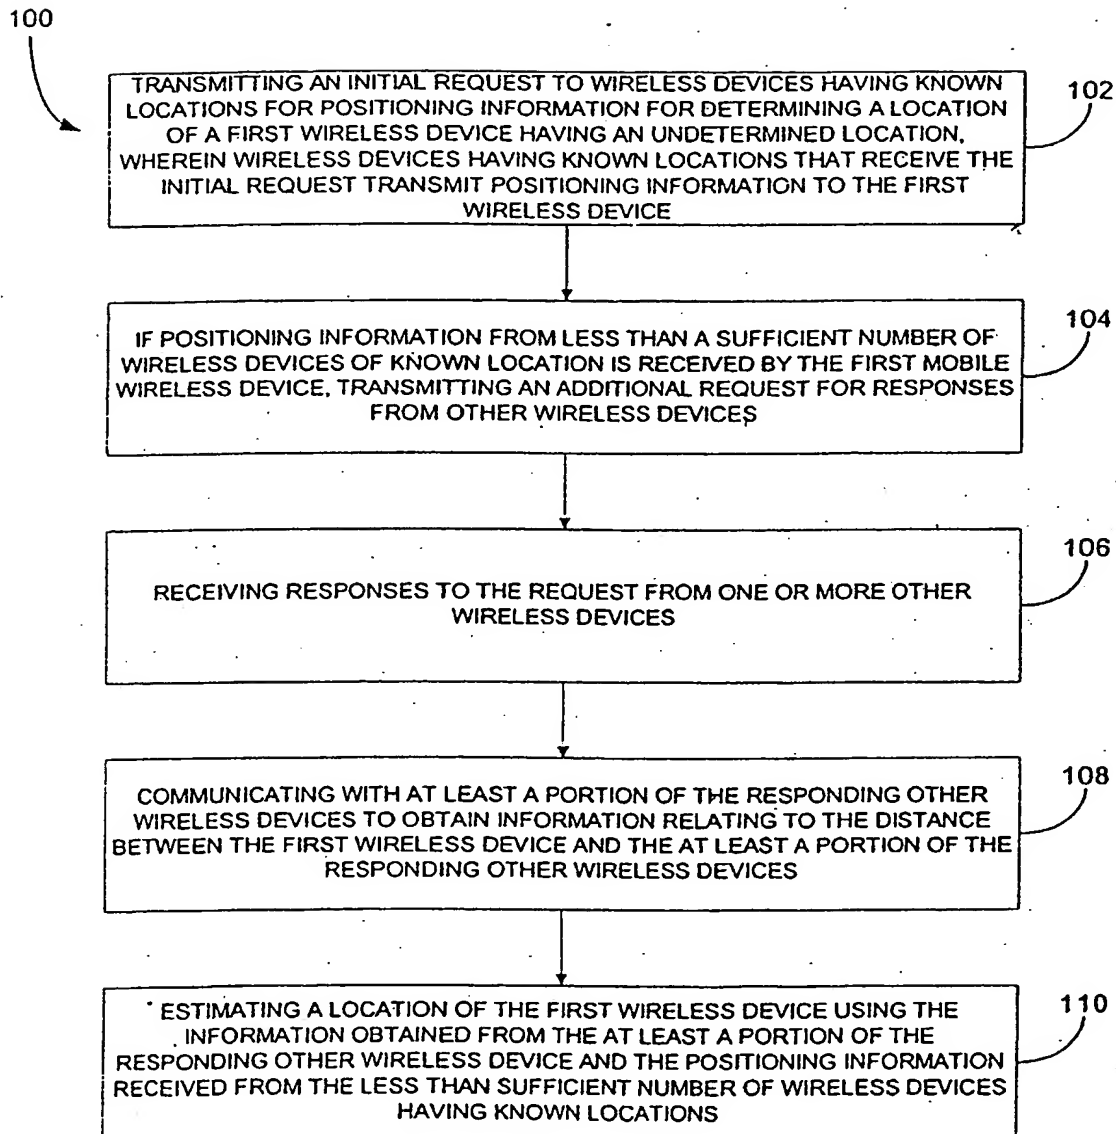 100
TRANSMITTING AN INITIAL REQUEST TO WIRELESS DEVICES HAVING KNOWN
LOCATIONS FOR POSITIONING INFORMATION FOR DETERMINING A LOCATION
OF A FIRST WIRELESS DEVICE HAVING AN UNDETERMINED LOCATION,
WHEREIN WIRELESS DEVICES HAVING KNOWN LOCATIONS THAT RECEIVE THE
INITIAL REQUEST TRANSMIT POSITIONING INFORMATION TO THE FIRST
WIRELESS DEVICE
102
IF POSITIONING INFORMATION FROM LESS THAN A SUFFICIENT NUMBER OF
WIRELESS DEVICES OF KNOWN LOCATION IS RECEIVED BY THE FIRST MOBILE
WIRELESS DEVICE, TRANSMITTING AN ADDITIONAL REQUEST FOR RESPONSES
FROM OTHER WIRELESS DEVICES
104
RECEIVING RESPONSES TO THE REQUEST FROM ONE OR MORE OTHER
WIRELESS DEVICES
106
COMMUNICATING WITH AT LEAST A PORTION OF THE RESPONDING OTHER
WIRELESS DEVICES TO OBTAIN INFORMATION RELATING TO THE DISTANCE
BETWEEN THE FIRST WIRELESS DEVICE AND THE AT LEAST A PORTION OF THE
RESPONDING OTHER WIRELESS DEVICES
108
ESTIMATING A LOCATION OF THE FIRST WIRELESS DEVICE USING THE
INFORMATION OBTAINED FROM THE AT LEAST A PORTION OF THE
RESPONDING OTHER WIRELESS DEVICE AND THE POSITIONING INFORMATION
RECEIVED FROM THE LESS THAN SUFFICIENT NUMBER OF WIRELESS DEVICES
HAVING KNOWN LOCATIONS
110